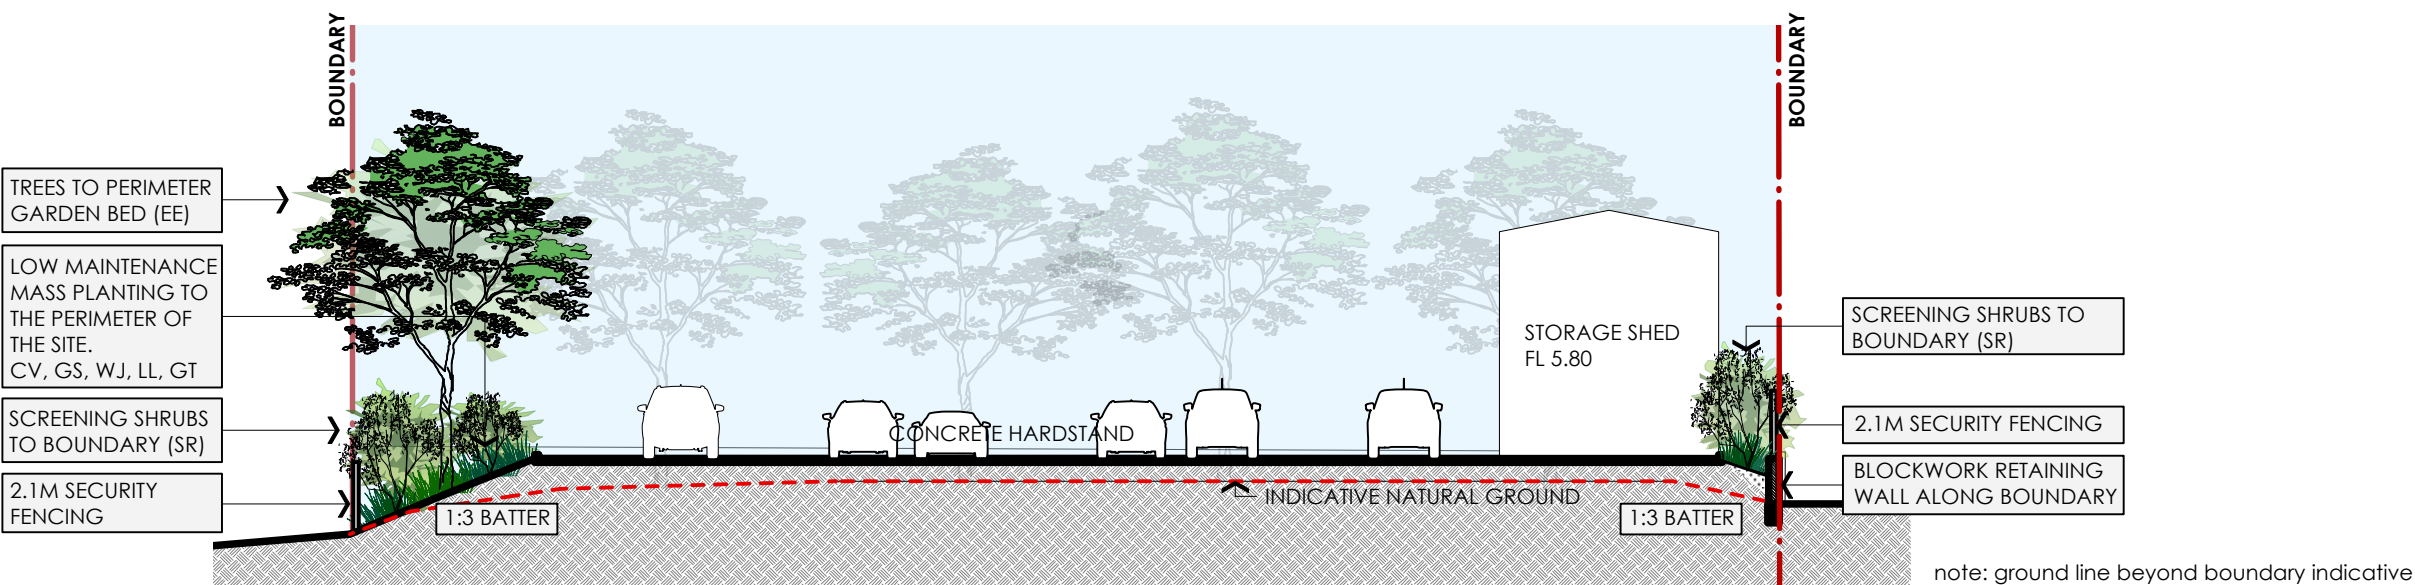 BOUNDARY
BOUNDARY
TREES TO PERIMETER
GARDEN BED (EE)
LOW MAINTENANCE
MASS PLANTING TO
THE PERIMETER OF
THE SITE.
CV, GS, WJ, LL, GT
SCREENING SHRUBS
TO BOUNDARY (SR)
2.1M SECURITY
FENCING
1:3 BATTER
CONCRETE HARDSTAND
INDICATIVE NATURAL GROUND
STORAGE SHED
FL 5.80
1:3 BATTER
SCREENING SHRUBS TO
BOUNDARY (SR)
2.1M SECURITY FENCING
BLOCKWORK RETAINING
WALL ALONG BOUNDARY
note: ground line beyond boundary indicative